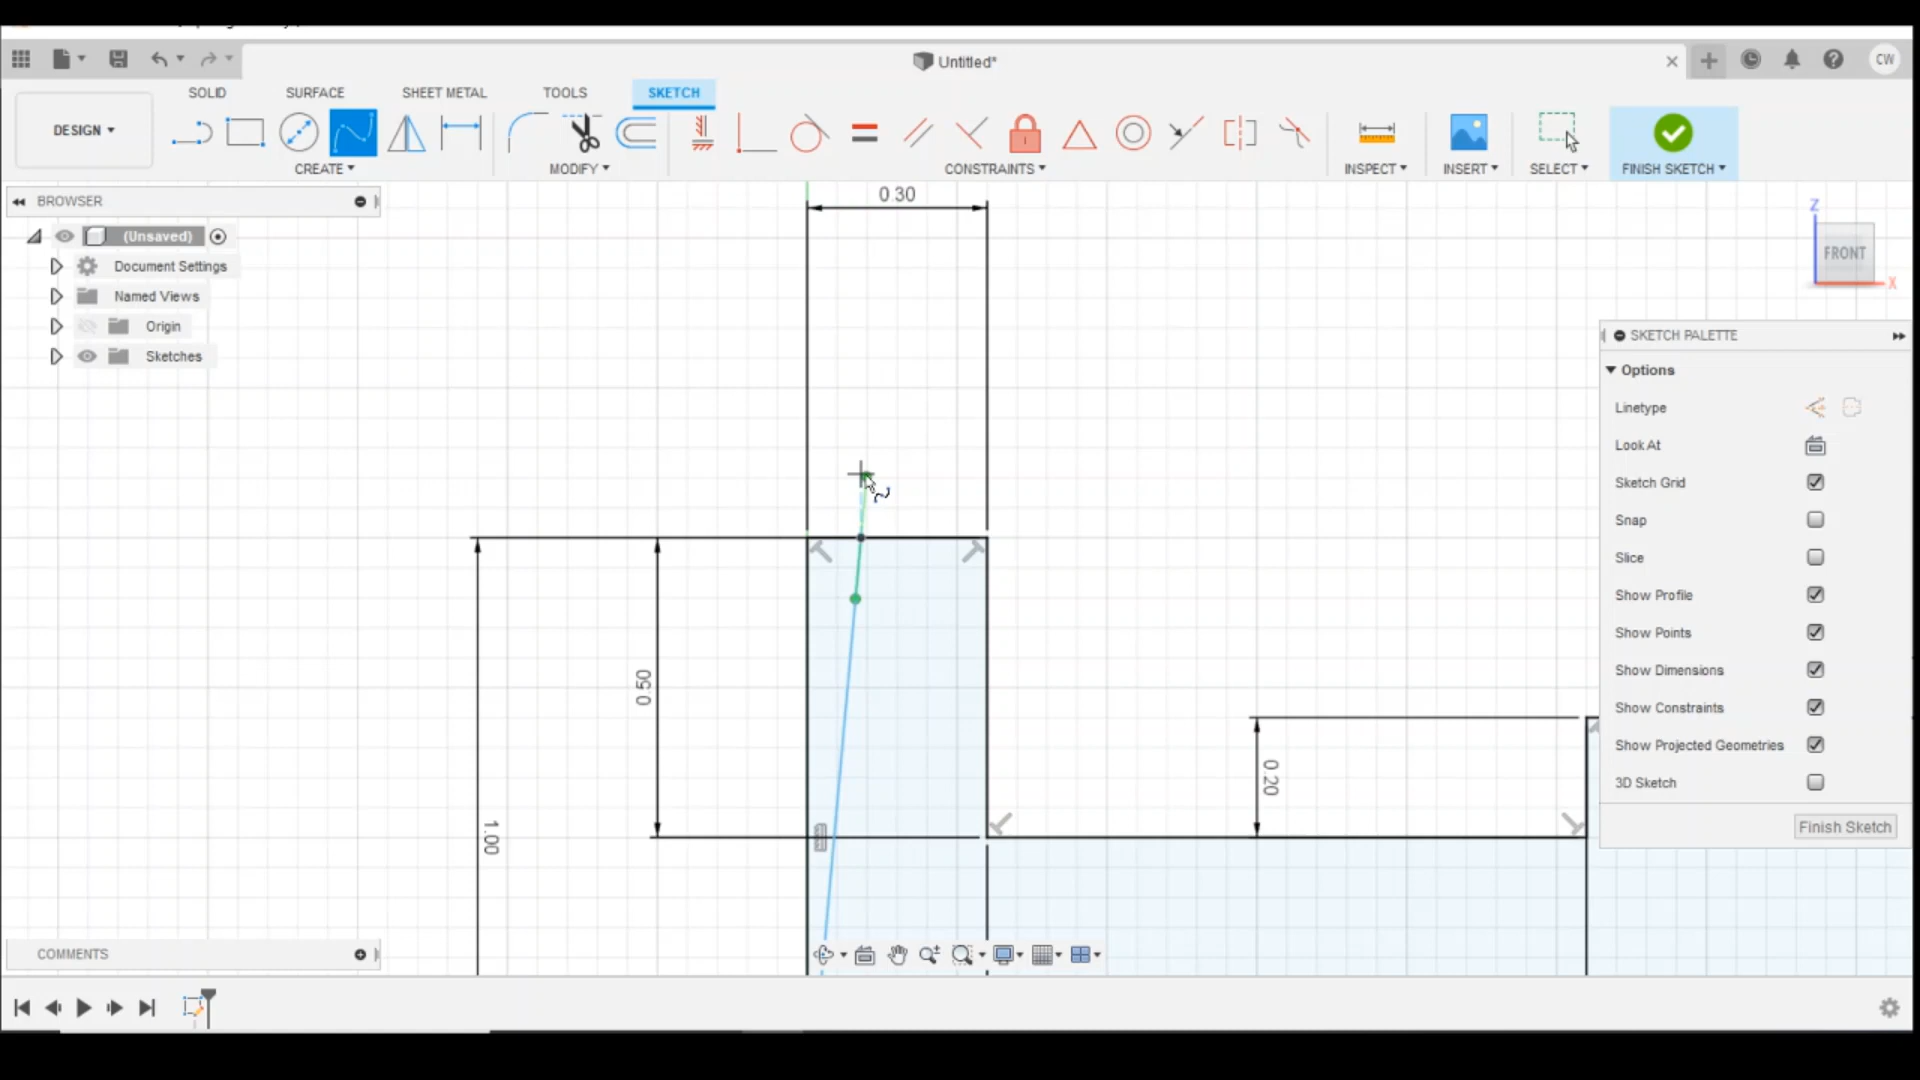 Untitled*
CW
DESIGN
SOLID
SURFACE
SHEET METAL
TOOLS
SKETCH
CREATE
MODIFY
CONSTRAINTS
INSPECT
INSERT
SELECT
FINISH SKETCH
BROWSER
(Unsaved)
Document Settings
Named Views
Origin
Sketches
0.30
0.50
1.00
0.20
Z
FRONT
X
SKETCH PALETTE
Options
Linetype
Look At
Sketch Grid
Snap
Slice
Show Profile
Show Points
Show Dimensions
Show Constraints
Show Projected Geometries
3D Sketch
Finish Sketch
COMMENTS